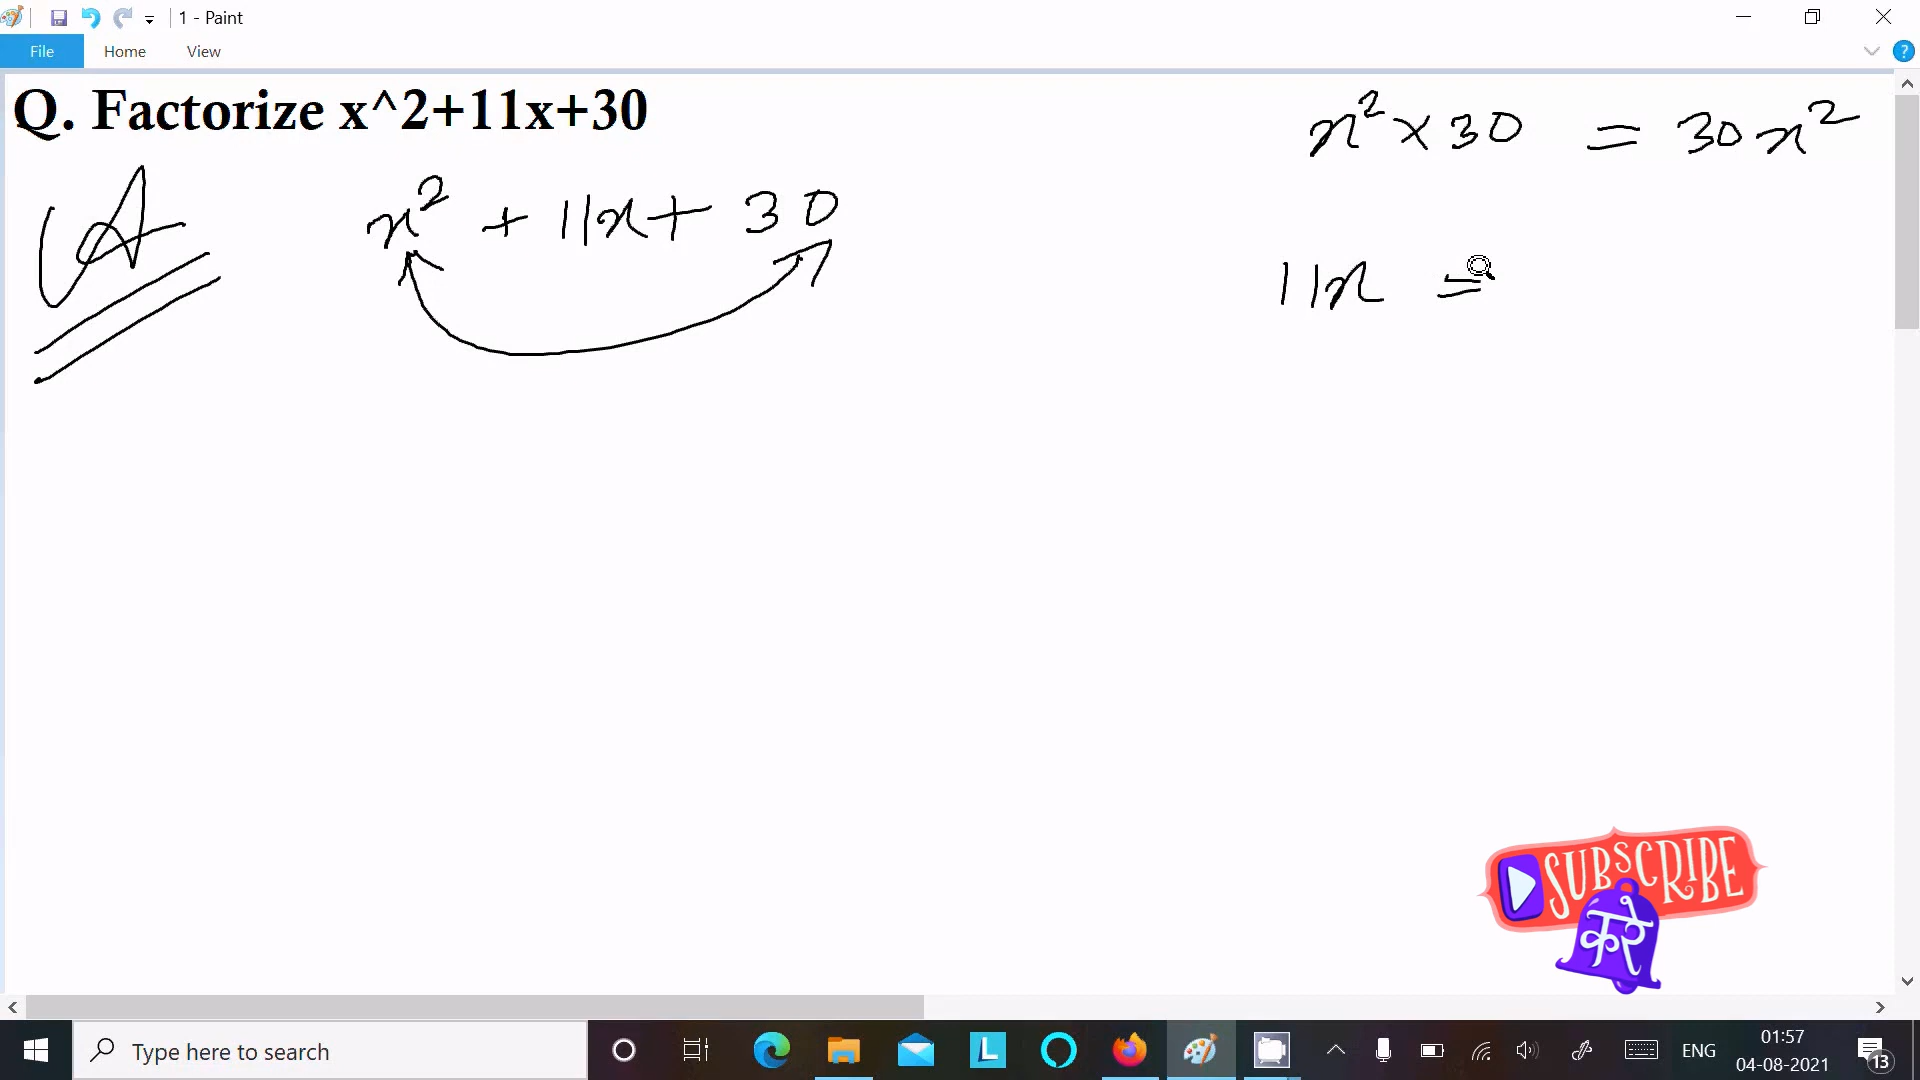 1 - Paint
File Home View
Q. Factorize x^2+11x+30
x² × 30 = 30x²
A
x² + 11x + 30
11x =
SUBSCRIBE
करे
Type here to search
ENG
01:57
04-08-2021
13